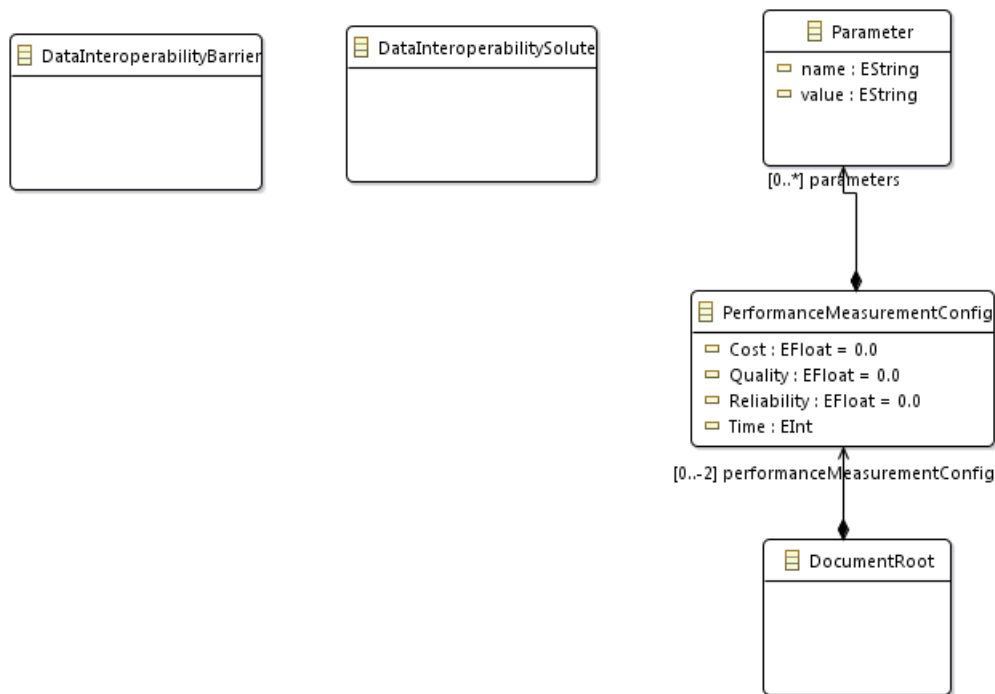 DataInteroperabilityBarrier
DataInteroperabilitySolute
Parameter
name : EString
value : EString
[0..*] parameters
PerformanceMeasurementConfig
Cost : EFloat = 0.0
Quality : EFloat = 0.0
Reliability : EFloat = 0.0
Time : EInt
[0..-2] performanceMeasurementConfig
DocumentRoot